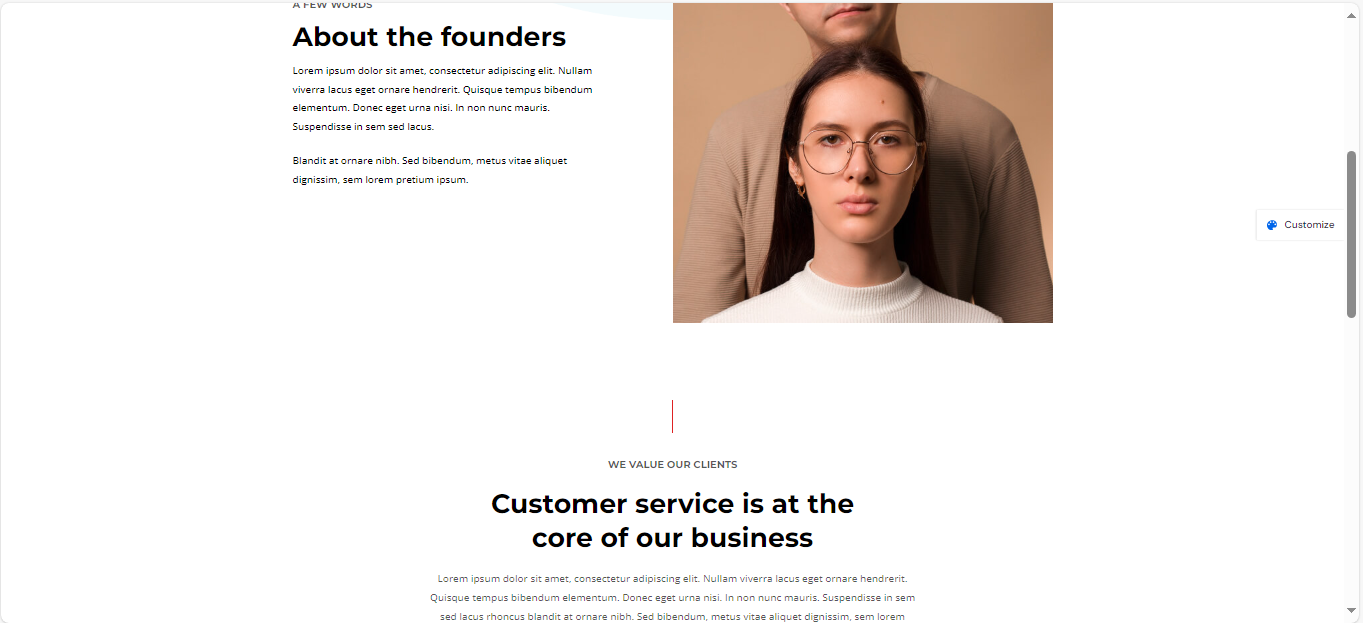 A FEW WORDS
About the founders
Lorem ipsum dolor sit amet, consectetur adipiscing elit. Nullam
viverra lacus eget ornare hendrerit. Quisque tempus bibendum
elementum. Donec eget urna nisi. In non nunc mauris.
Suspendisse in sem sed lacus.
Blandit at ornare nibh. Sed bibendum, metus vitae aliquet
dignissim, sem lorem pretium ipsum.
Customize
WE VALUE OUR CLIENTS
Customer service is at the
core of our business
Lorem ipsum dolor sit amet, consectetur adipiscing elit. Nullam viverra lacus eget ornare hendrerit.
Quisque tempus bibendum elementum. Donec eget urna nisi. In non nunc mauris. Suspendisse in sem
sed lacus rhoncus blandit at ornare nibh. Sed bibendum, metus vitae aliquet dignissim, sem lorem